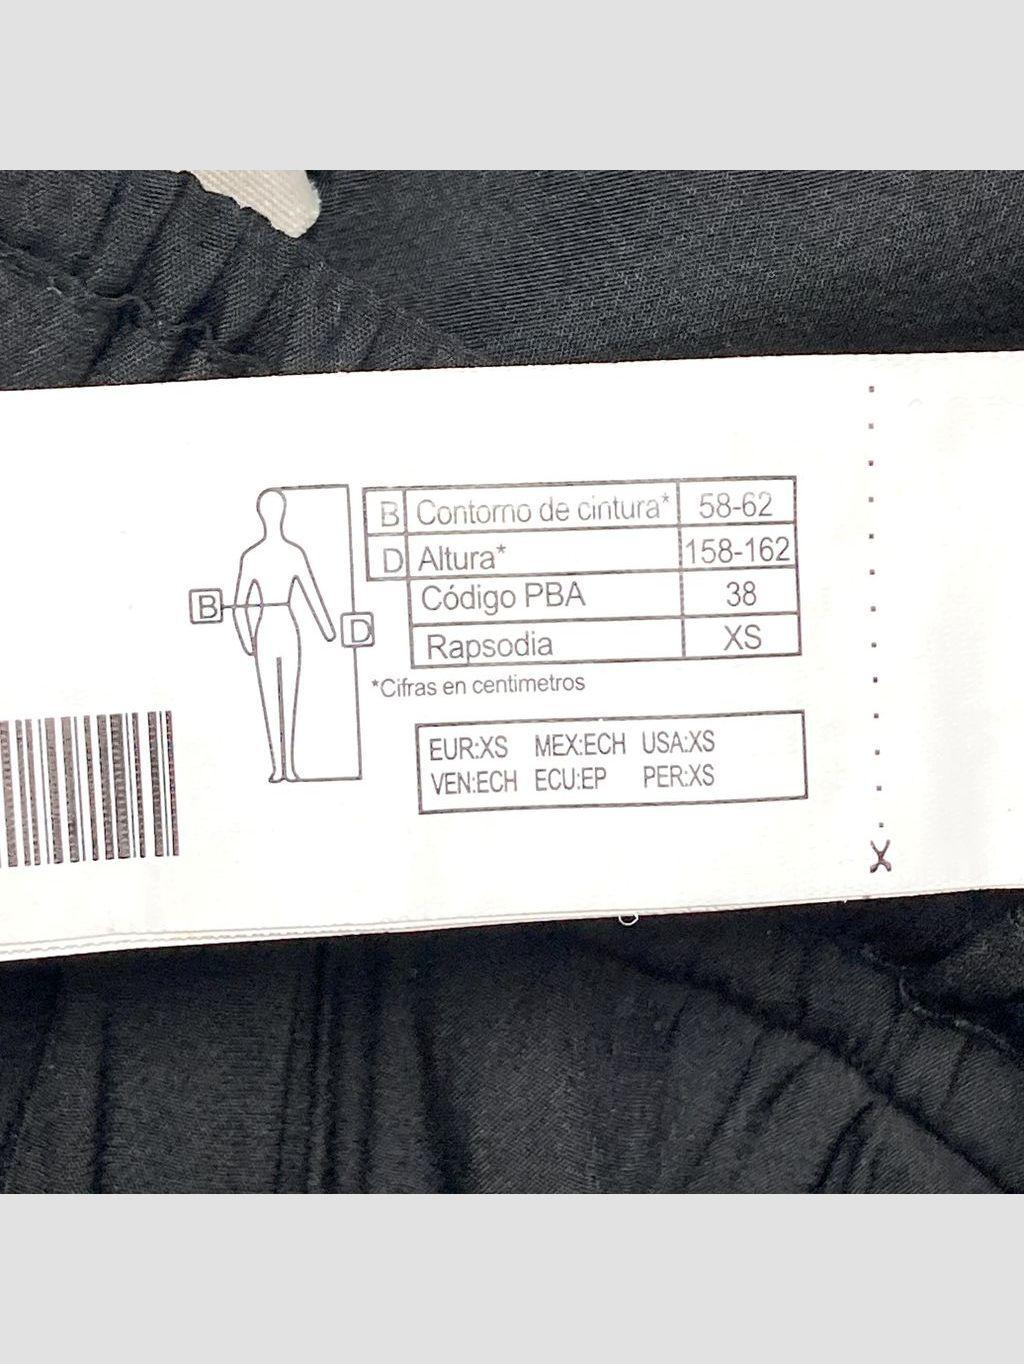 B Contorno de cintura* 58-62
D Altura* 158-162
Código PBA 38
Rapsodia XS
B
D
*Cifras en centimetros
EUR:XS MEX:ECH USA:XS
VEN:ECH ECU:EP PER:XS
X